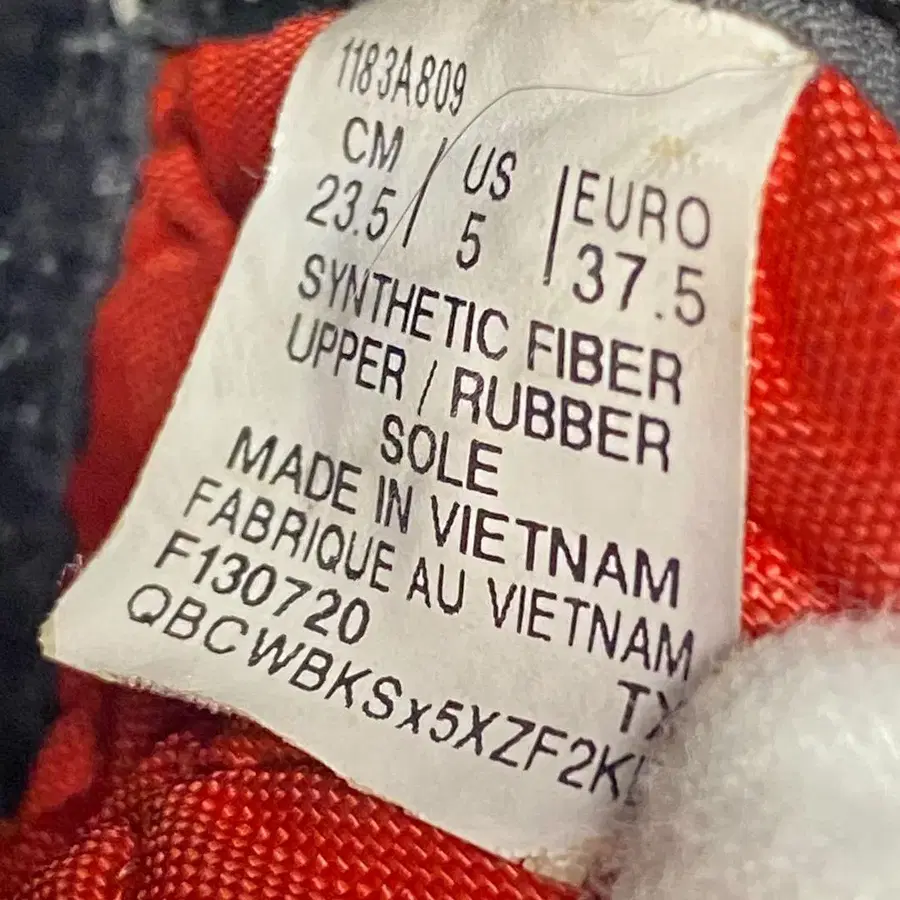 1183A809
CM / US | EURO
23.5 / 5 | 37.5
SYNTHETIC FIBER
UPPER / RUBBER
SOLE
MADE IN VIETNAM
FABRIQUE AU VIETNAM
F130720
QBCWBKSx5XZF2K